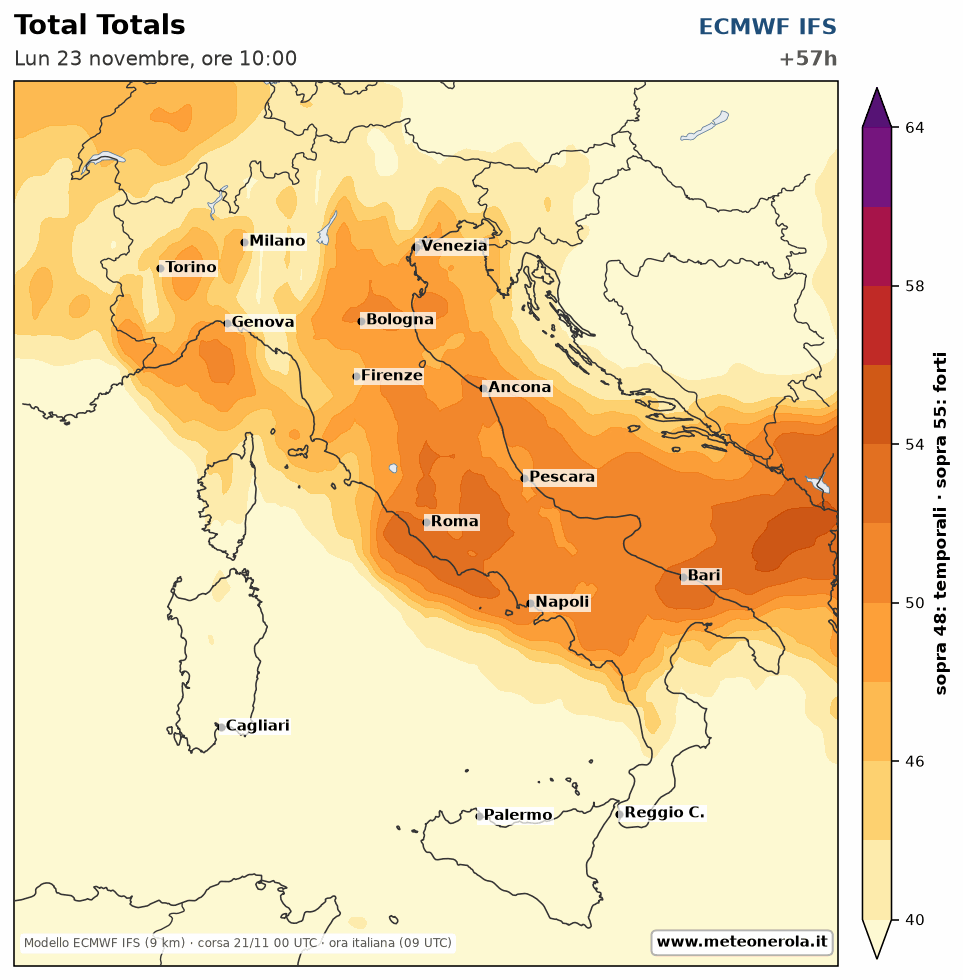 Total Totals
ECMWF IFS
Lun 23 novembre, ore 10:00
+57h
Milano
Venezia
Torino
Genova
Bologna
Firenze
Ancona
Pescara
Roma
Bari
Napoli
Cagliari
Palermo
Reggio C.
64
58
54
50
46
40
sopra 48: temporali · sopra 55: forti
Modello ECMWF IFS (9 km) · corsa 21/11 00 UTC · ora italiana (09 UTC)
www.meteonerola.it